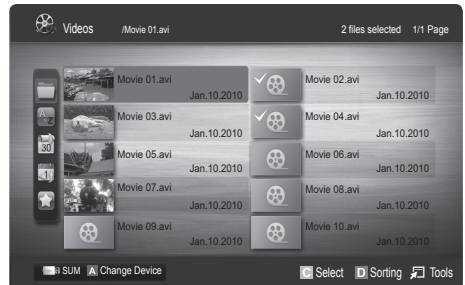 Videos /Movie 01.avi 2 files selected 1/1 Page
Movie 01.avi Movie 02.avi
Jan.10.2010 Jan.10.2010
Movie 03.avi Movie 04.avi
Jan.10.2010 Jan.10.2010
Movie 05.avi Movie 06.avi
Jan.10.2010 Jan.10.2010
Movie 07.avi Movie 08.avi
Jan.10.2010 Jan.10.2010
Movie 09.avi Movie 10.avi
Jan.10.2010 Jan.10.2010
SUM A Change Device C Select D Sorting Tools